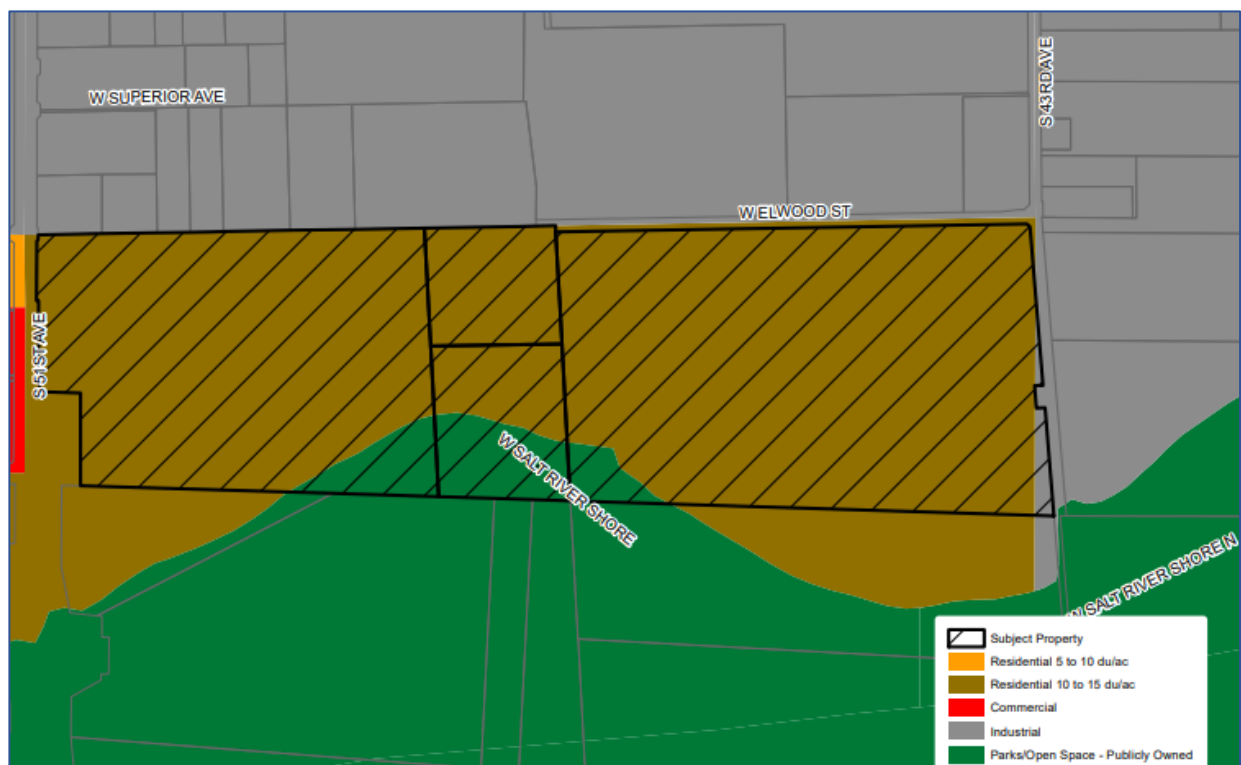 W SUPERIOR AVE
S 43RD AVE
W ELWOOD ST
S 51ST AVE
W SALT RIVER SHORE
W SALT RIVER SHORE N
Subject Property
Residential 5 to 10 du/ac
Residential 10 to 15 du/ac
Commercial
Industrial
Parks/Open Space - Publicly Owned